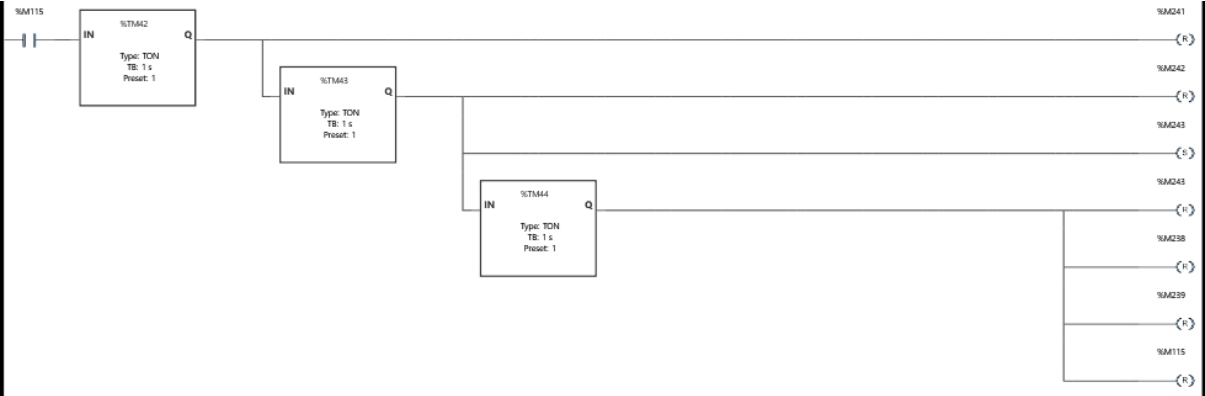 %M115
%TM42
IN
Q
Type: TON
TB: 1 s
Preset: 1
%M241
(R)
%TM43
IN
Q
Type: TON
TB: 1 s
Preset: 1
%M242
(R)
%M243
(S)
%TM44
IN
Q
Type: TON
TB: 1 s
Preset: 1
%M243
(R)
%M238
(R)
%M239
(R)
%M115
(R)